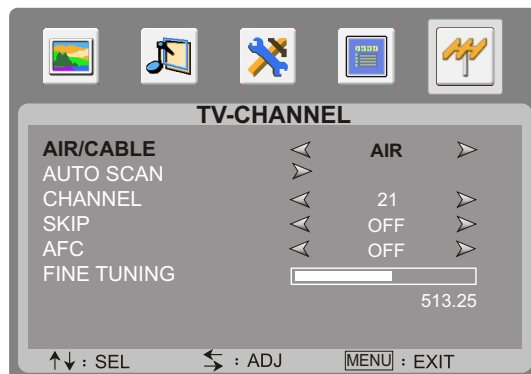 TV-CHANNEL
AIR/CABLE AIR
AUTO SCAN
CHANNEL 21
SKIP OFF
AFC OFF
FINE TUNING
513.25
: SEL : ADJ MENU : EXIT